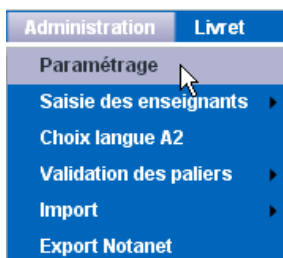 Administration Livret
Paramétrage
Saisie des enseignants
Choix langue A2
Validation des paliers
Import
Export Notanet